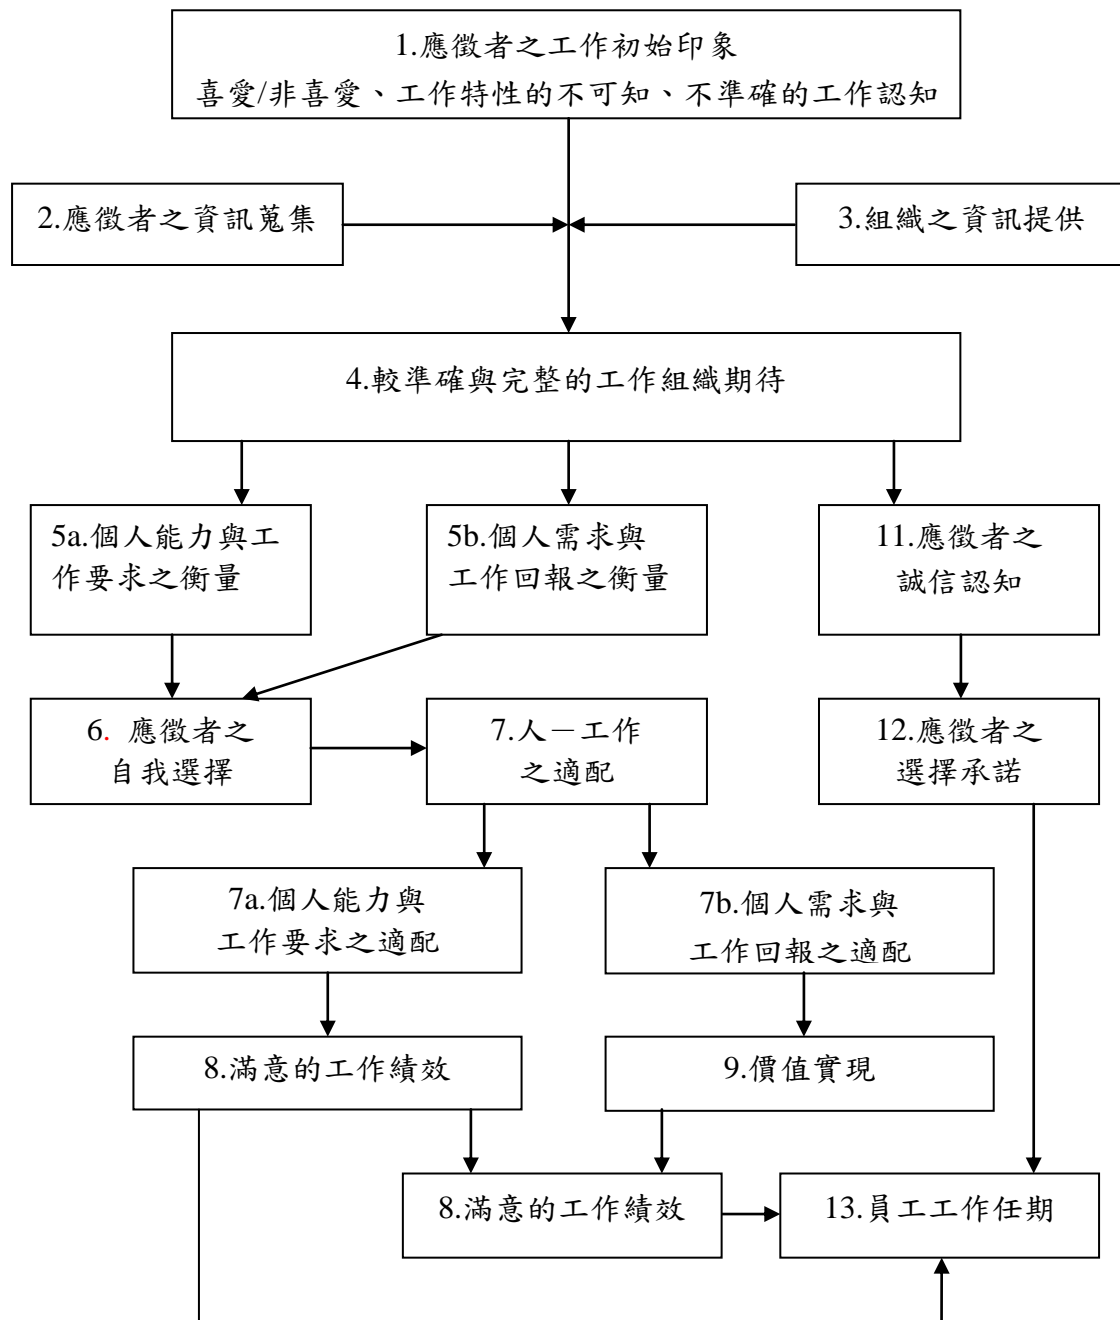 1.應徵者之工作初始印象
喜愛/非喜愛、工作特性的不可知、不準確的工作認知
2.應徵者之資訊蒐集
3.組織之資訊提供
4.較準確與完整的工作組織期待
5a.個人能力與工
作要求之衡量
5b.個人需求與
工作回報之衡量
11.應徵者之
誠信認知
6. 應徵者之
自我選擇
7.人－工作
之適配
12.應徵者之
選擇承諾
7a.個人能力與
工作要求之適配
7b.個人需求與
工作回報之適配
8.滿意的工作績效
9.價值實現
8.滿意的工作績效
13.員工工作任期